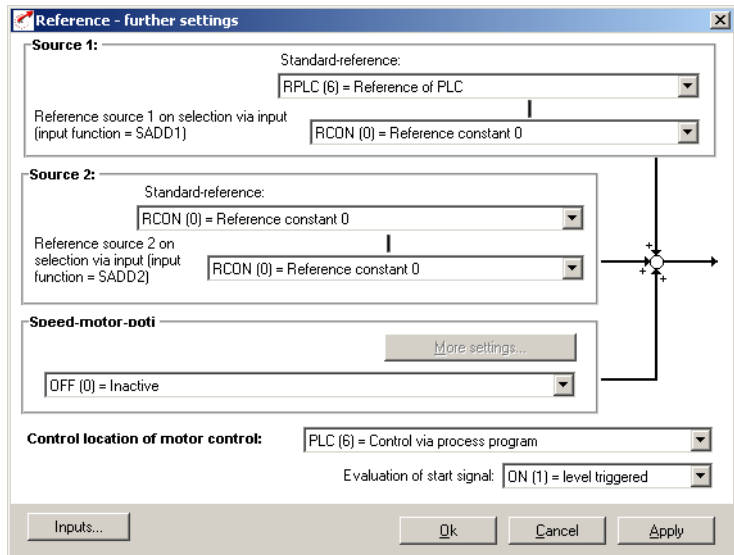 Reference - further settings
Source 1:
Standard-reference:
RPLC (6) = Reference of PLC
Reference source 1 on selection via input
(input function = SADD1)
RCON (0) = Reference constant 0
Source 2:
Standard-reference:
RCON (0) = Reference constant 0
Reference source 2 on
selection via input (input
function = SADD2)
RCON (0) = Reference constant 0
+
+
+
Speed-motor-poti
More settings...
OFF (0) = Inactive
Control location of motor control:
PLC (6) = Control via process program
Evaluation of start signal:
ON (1) = level triggered
Inputs...
Ok
Cancel
Apply